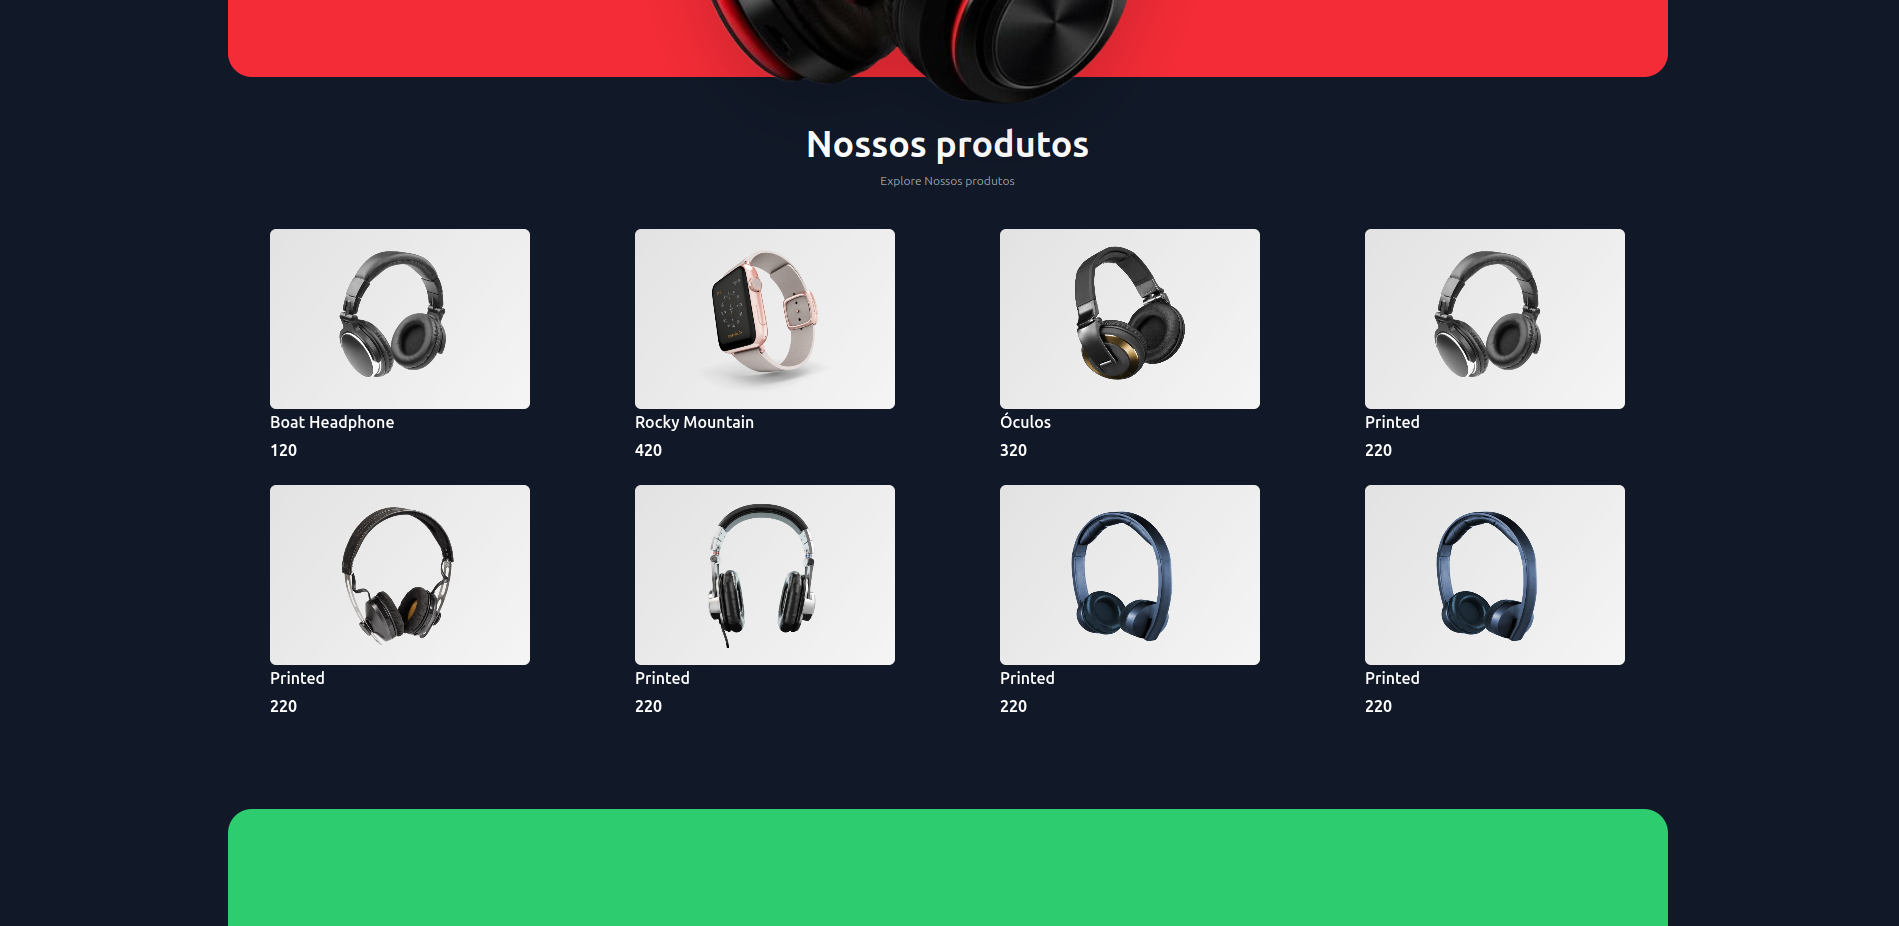 Nossos produtos
Explore Nossos produtos
Boat Headphone
120
Rocky Mountain
420
Óculos
320
Printed
220
Printed
220
Printed
220
Printed
220
Printed
220